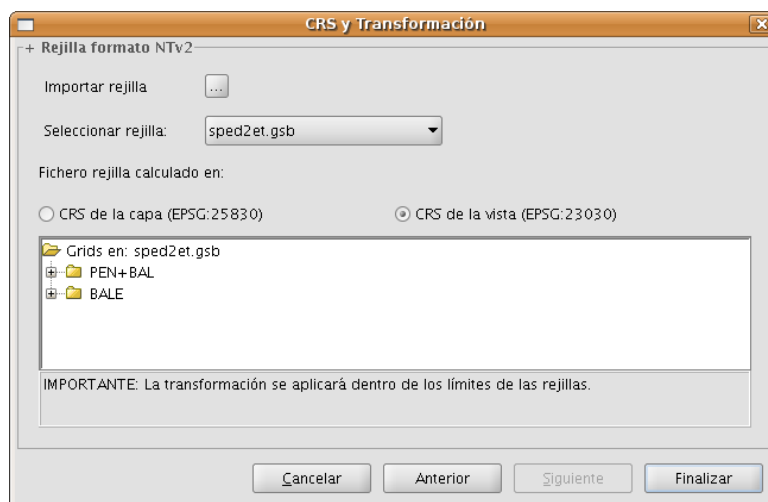 CRS y Transformación
Rejilla formato NTv2
Importar rejilla
...
Seleccionar rejilla:
sped2et.gsb
Fichero rejilla calculado en:
CRS de la capa (EPSG:25830)
CRS de la vista (EPSG:23030)
Grids en: sped2et.gsb
PEN+BAL
BALE
IMPORTANTE: La transformación se aplicará dentro de los límites de las rejillas.
Cancelar
Anterior
Siguiente
Finalizar